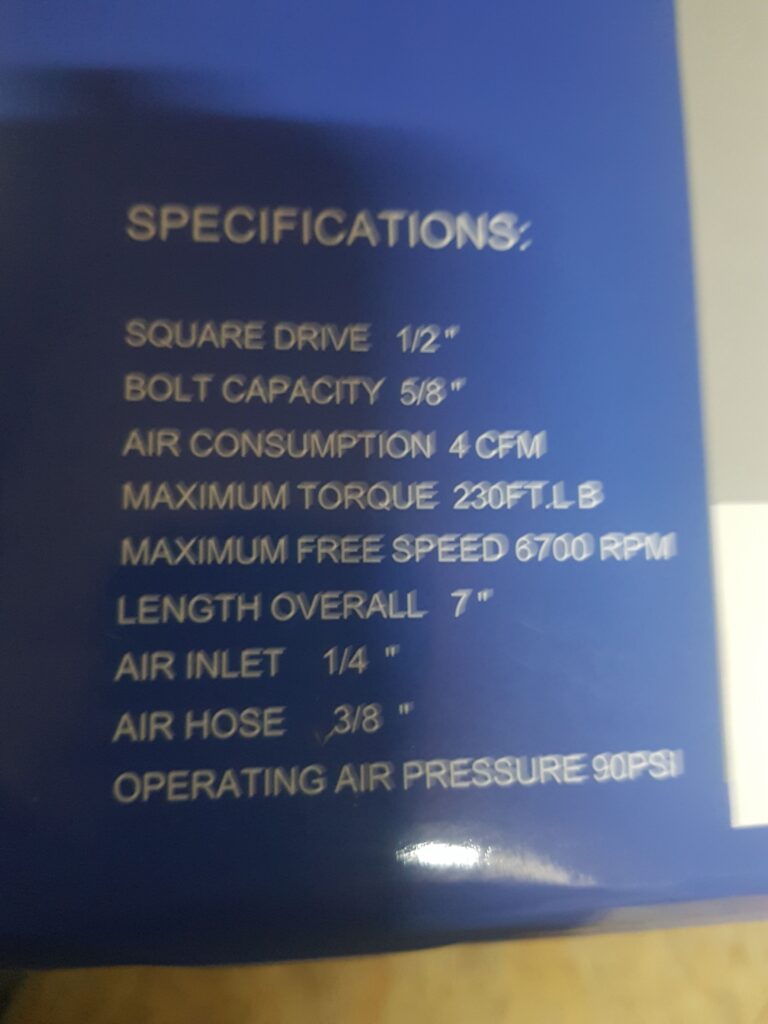 SPECIFICATIONS:
SQUARE DRIVE 1/2"
BOLT CAPACITY 5/8"
AIR CONSUMPTION 4 CFM
MAXIMUM TORQUE 230FT.LB
MAXIMUM FREE SPEED 6700 RPM
LENGTH OVERALL 7"
AIR INLET 1/4 "
AIR HOSE 3/8 "
OPERATING AIR PRESSURE 90PSI